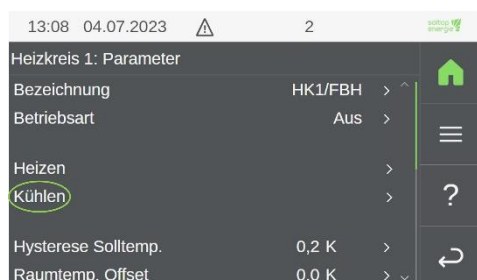 13:08 04.07.2023 2 soltop energie
Heizkreis 1: Parameter
Bezeichnung HK1/FBH >
Betriebsart Aus >
Heizen >
Kühlen >
?
Hysterese Solltemp. 0,2 K >
Raumtemp. Offset 0,0 K >